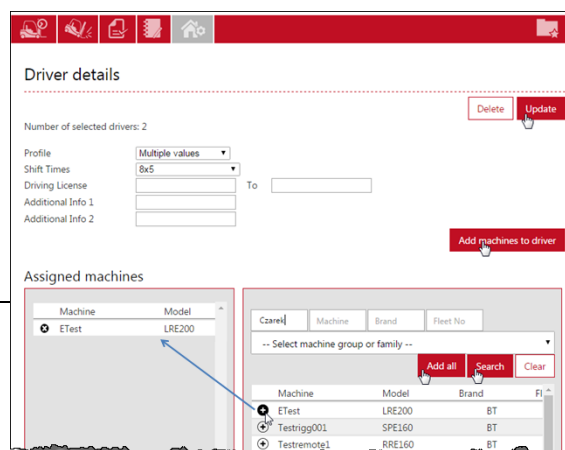 Driver details
Delete Update
Number of selected drivers: 2
Profile Multiple values
Shift Times 8x5
Driving License To
Additional Info 1
Additional Info 2
Add machines to driver
Assigned machines
Machine Model
ETest LRE200
Czarek Machine Brand Fleet No
-- Select machine group or family --
Add all Search Clear
Machine Model Brand Fl
ETest LRE200 BT
Testrigg001 SPE160 BT
Testremote1 RRE160 BT